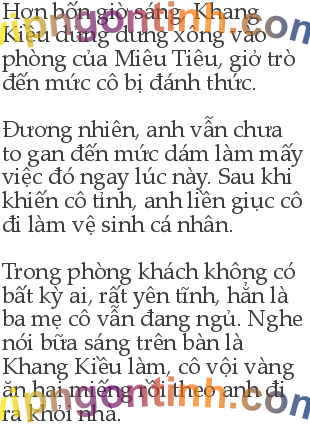 Hơn bốn giờ sáng, Khang
Kiều đùng đùng xông vào
phòng của Miêu Tiêu, giở trò
đến mức cô bị đánh thức.
Đương nhiên, anh vẫn chưa
to gan đến mức dám làm mấy
việc đó ngay lúc này. Sau khi
khiến cô tỉnh, anh liền giục cô
đi làm vệ sinh cá nhân.
Trong phòng khách không có
bất kỳ ai, rất yên tĩnh, hẳn là
ba mẹ cô vẫn đang ngủ. Nghe
nói bữa sáng trên bàn là
Khang Kiều làm, cô vội vàng
ăn hai miếng rồi theo anh đi
ra khỏi nhà.
vipngontinh.com
vipngontinh.com